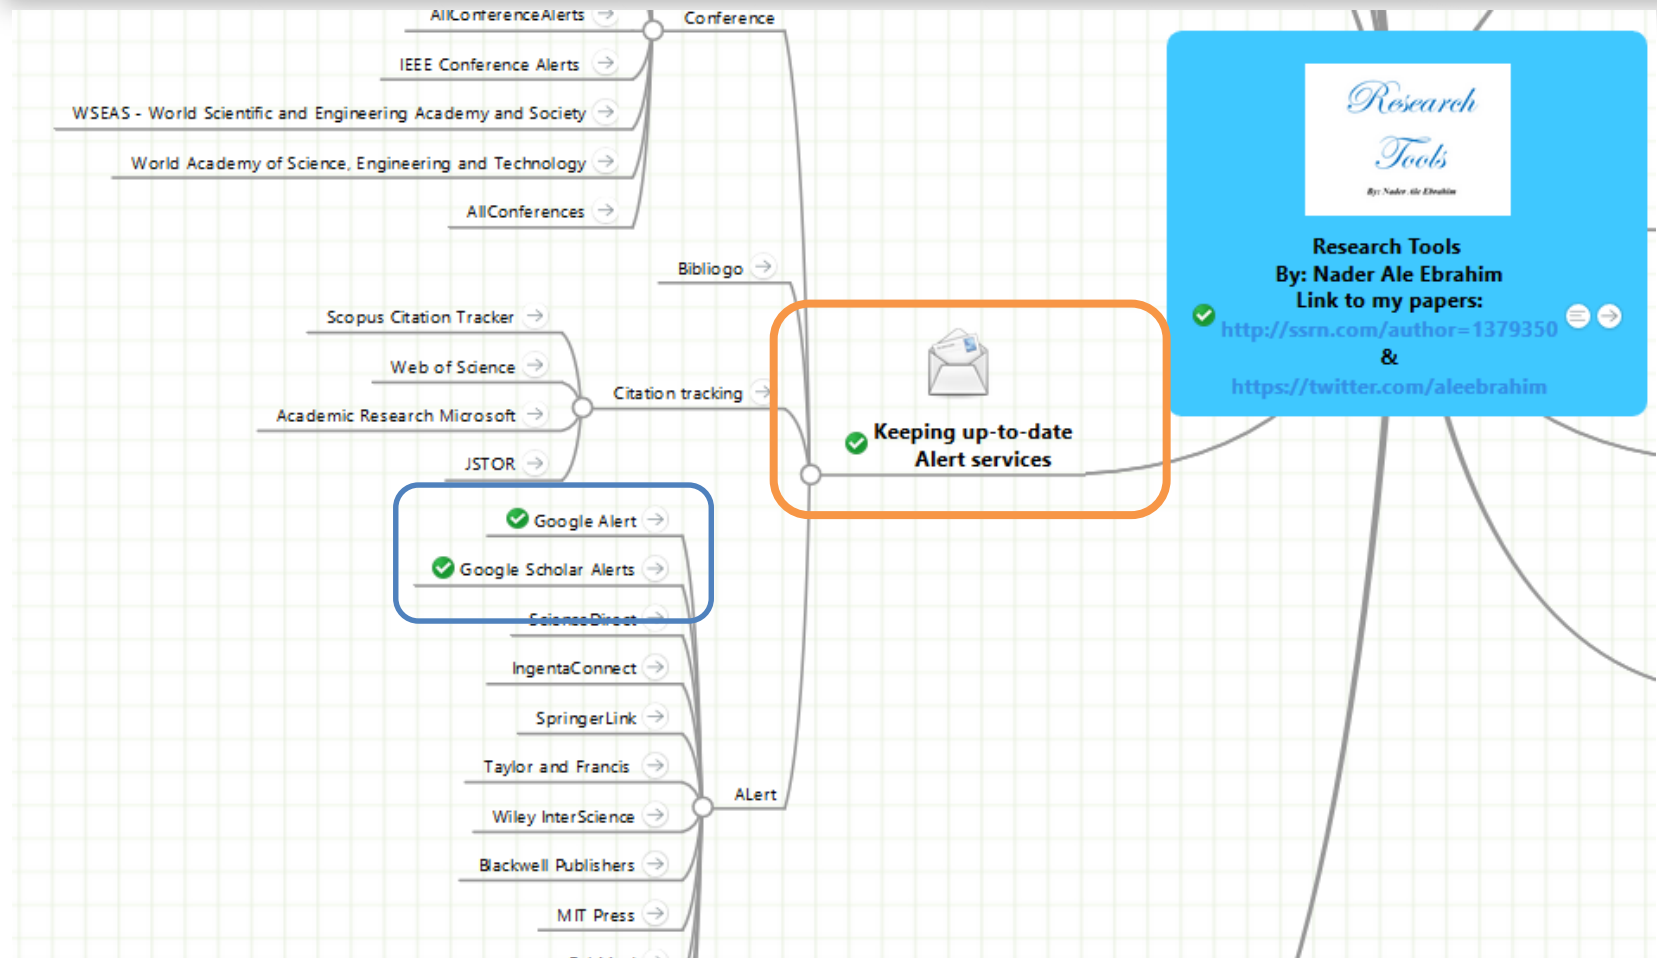 AllConferenceAlerts
Conference
IEEE Conference Alerts
WSEAS - World Scientific and Engineering Academy and Society
World Academy of Science, Engineering and Technology
AllConferences
Bibliogo
Scopus Citation Tracker
Web of Science
Citation tracking
Academic Research Microsoft
JSTOR
Keeping up-to-date
Alert services
Google Alert
Google Scholar Alerts
ScienceDirect
IngentaConnect
SpringerLink
Taylor and Francis
ALert
Wiley InterScience
Blackwell Publishers
MIT Press
Research
Tools
By: Nader Ale Ebrahim
Research Tools
By: Nader Ale Ebrahim
Link to my papers:
http://ssrn.com/author=1379350
&
https://twitter.com/aleebrahim